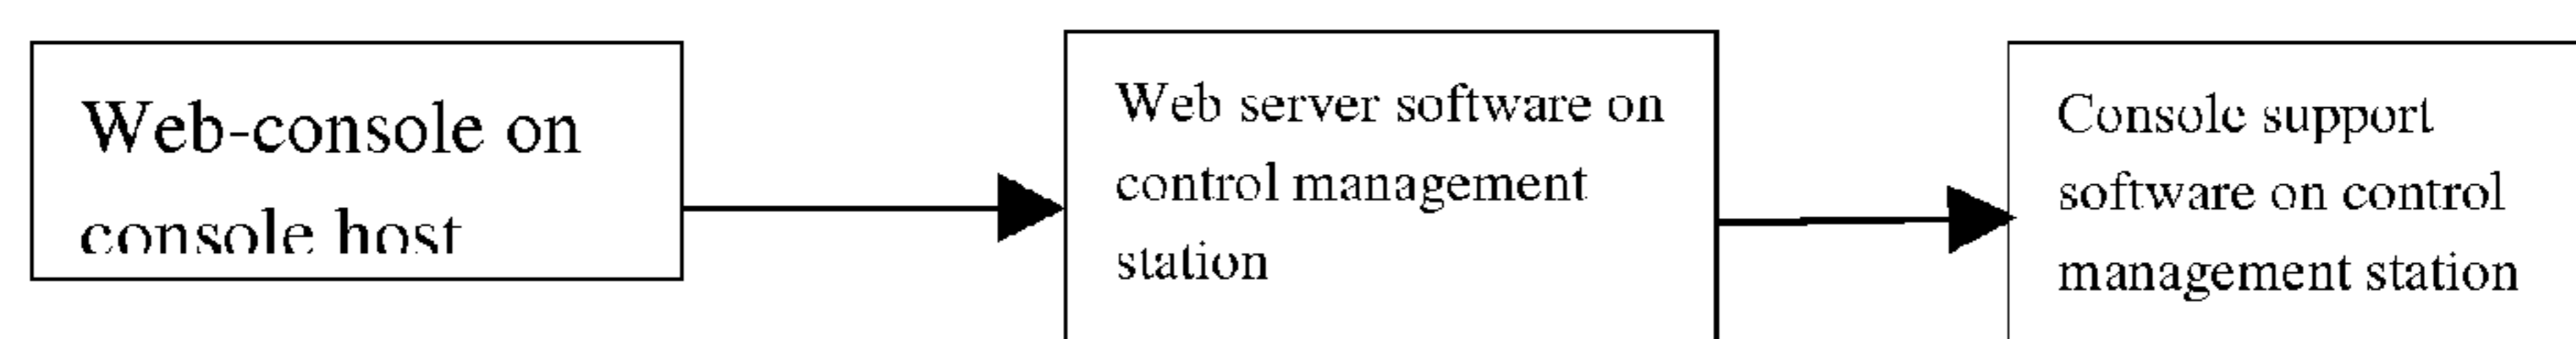 Web-console on
console host
Web server software on
control management
station
Console support
software on control
management station